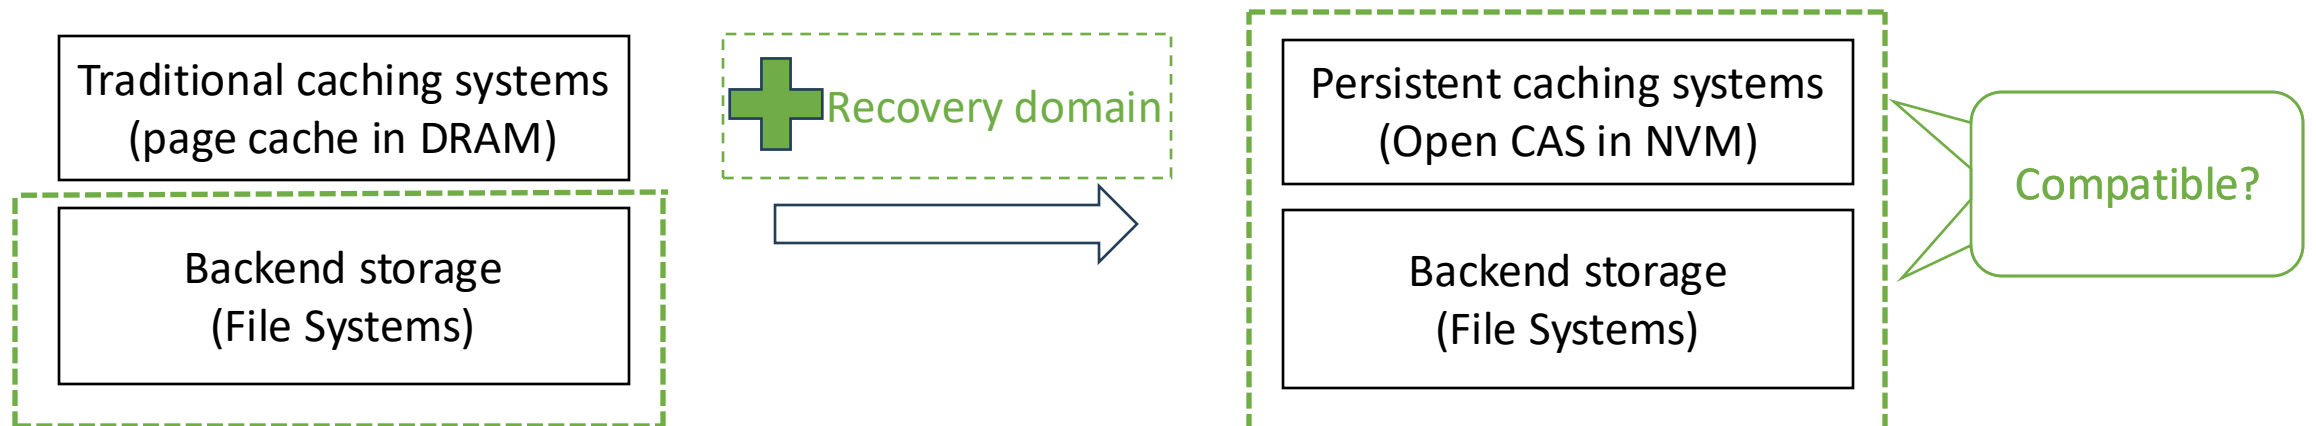 Traditional caching systems
(page cache in DRAM)
Backend storage
(File Systems)
Recovery domain
Persistent caching systems
(Open CAS in NVM)
Backend storage
(File Systems)
Compatible?